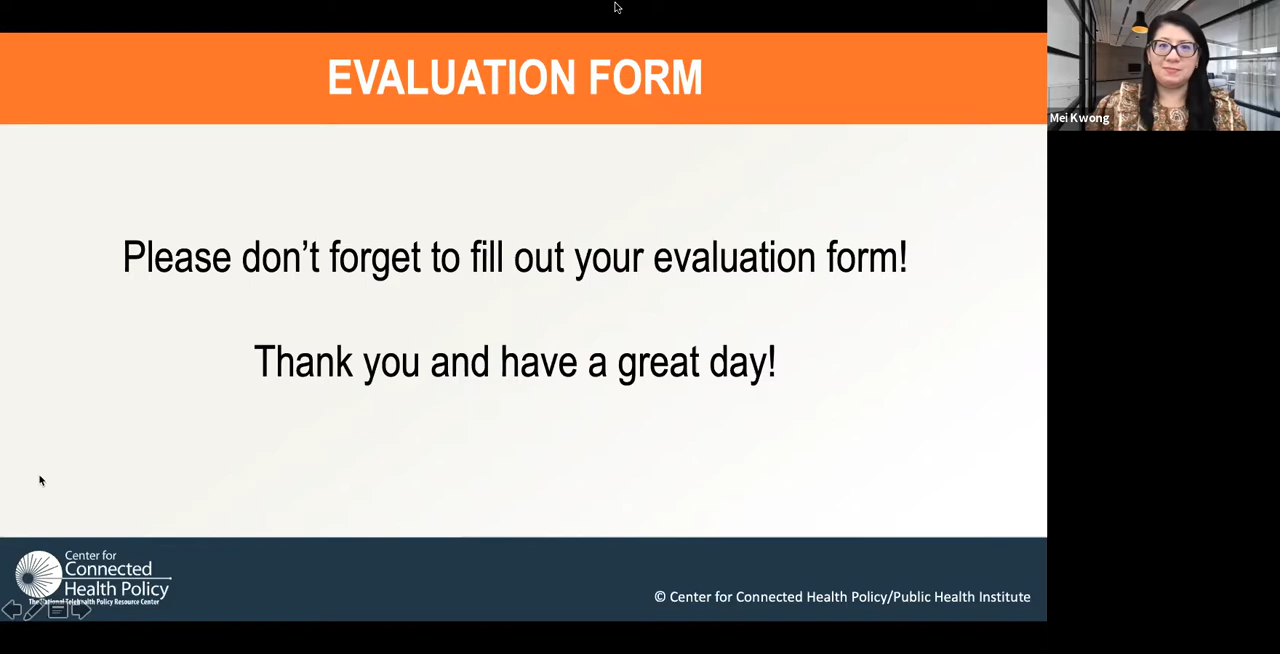 EVALUATION FORM
Mei Kwong
Please don't forget to fill out your evaluation form!
Thank you and have a great day!
Center for
Connected
Health Policy
The National Telehealth Policy Resource Center
© Center for Connected Health Policy/Public Health Institute